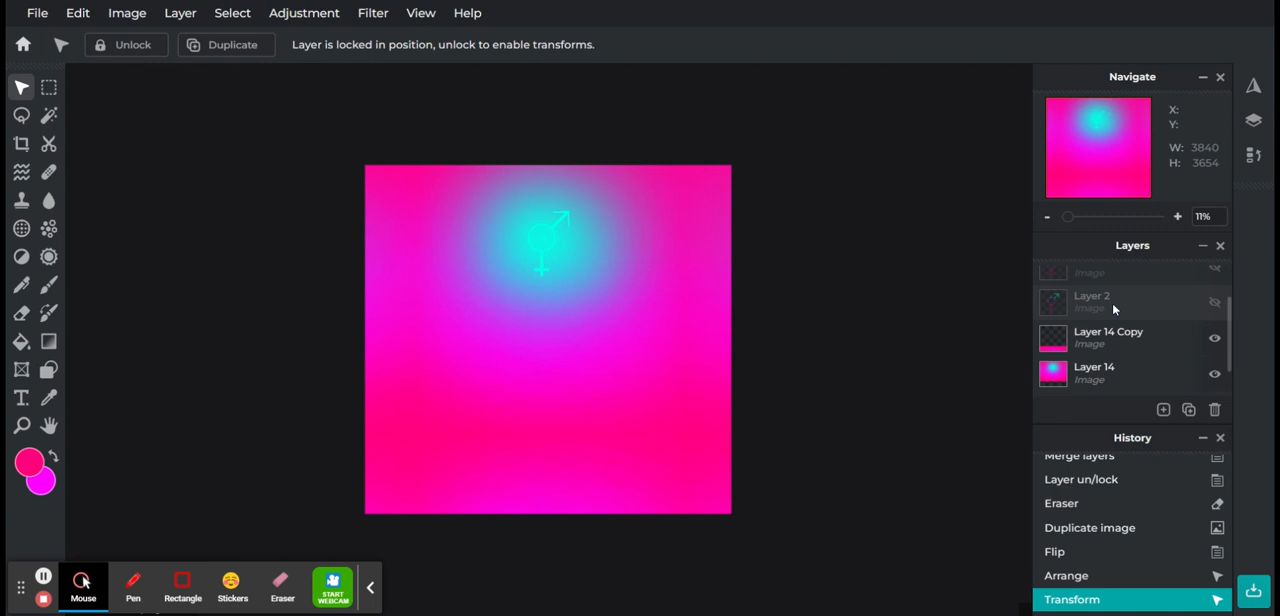 File Edit Image Layer Select Adjustment Filter View Help
Unlock Duplicate Layer is locked in position, unlock to enable transforms.
Navigate
X:
Y:
W: 3840
H: 3654
- + 11%
Layers
Image
Layer 2
Image
Layer 14 Copy
Image
Layer 14
Image
History
Merge layers
Layer un/lock
Eraser
Duplicate image
Flip
Arrange
Transform
Mouse Pen Rectangle Stickers Eraser START WEBCAM